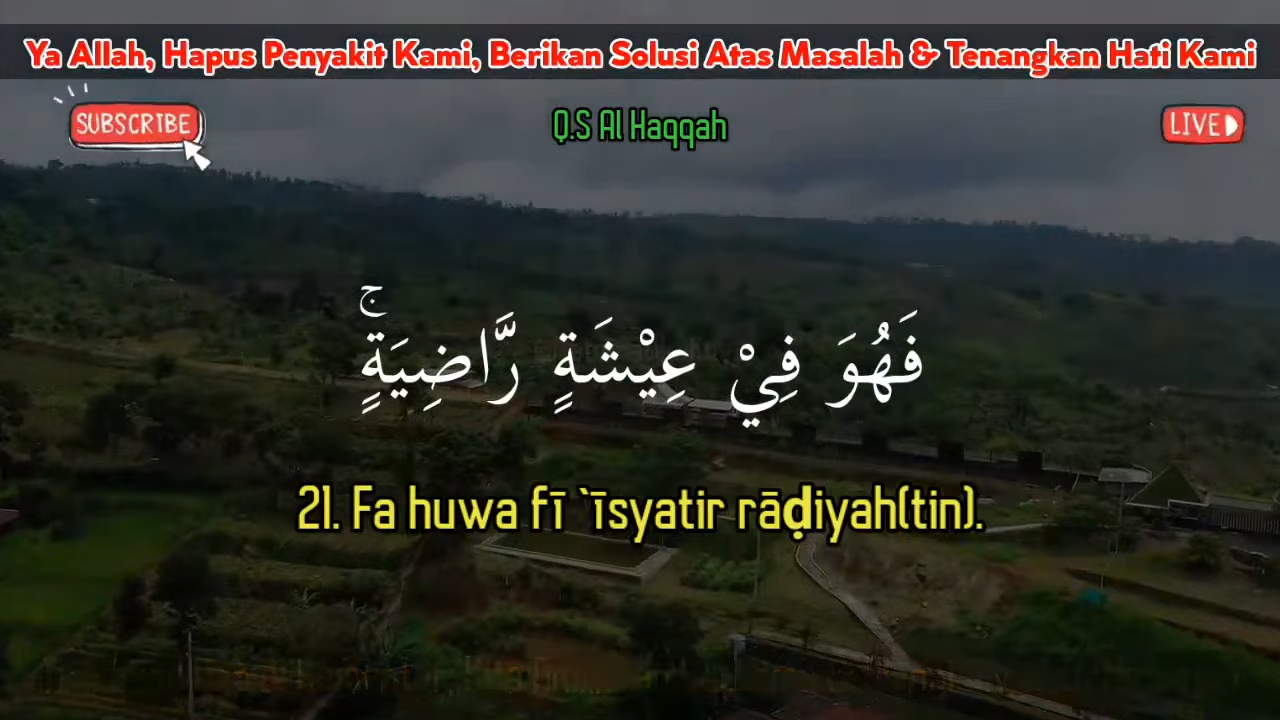 Ya Allah, Hapus Penyakit Kami, Berikan Solusi Atas Masalah & Tenangkan Hati Kami
SUBSCRIBE
Q.S Al Haqqah
LIVE
فَهُوَ فِيْ عِيْشَةٍ رَّاضِيَةٍۚ
21. Fa huwa fī `īsyatir rāḍiyah(tin).